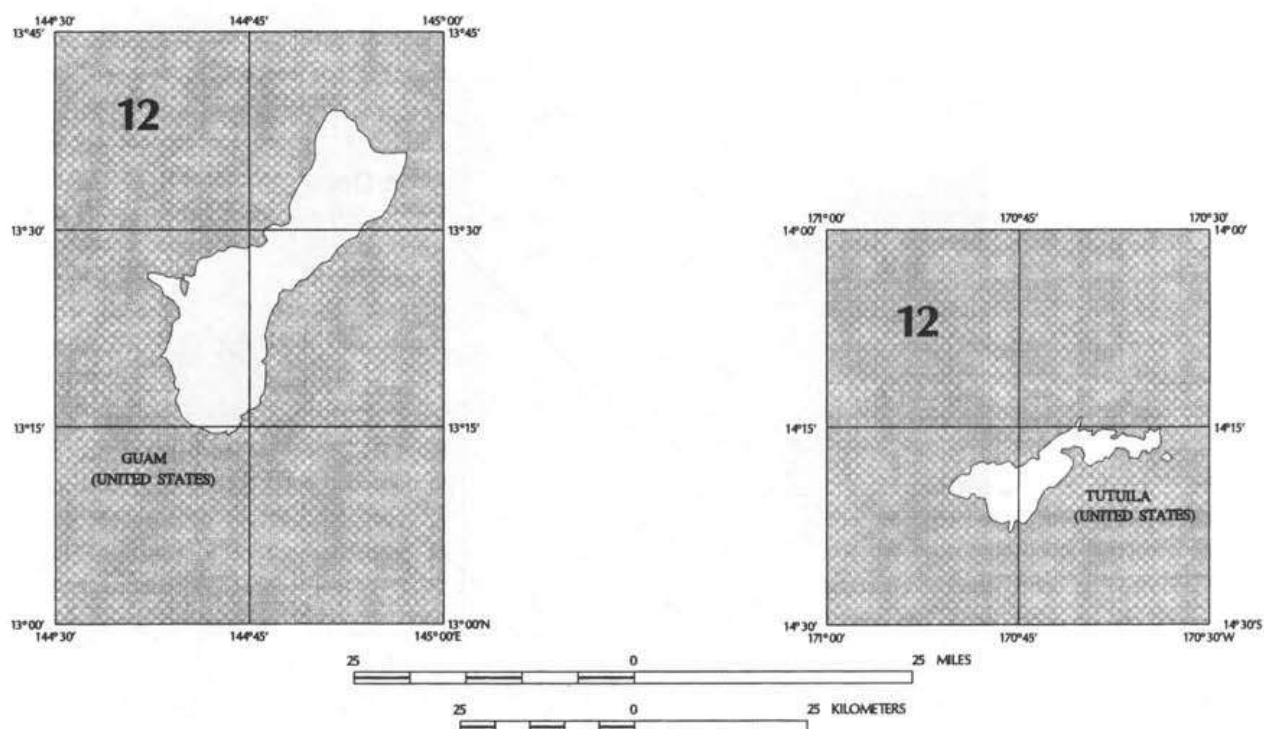 144°30' 144°45' 145°00'
13°45' 13°45'
12
13°30' 13°30'
13°15' 13°15'
GUAM
(UNITED STATES)
13°00' 13°00'N
144°30' 144°45' 145°00'E
171°00' 170°45' 170°30'
14°00' 14°00'
12
14°15' 14°15'
TUTUILA
(UNITED STATES)
14°30' 14°30'S
171°00' 170°45' 170°30'W
25 0 25 MILES
25 0 25 KILOMETERS